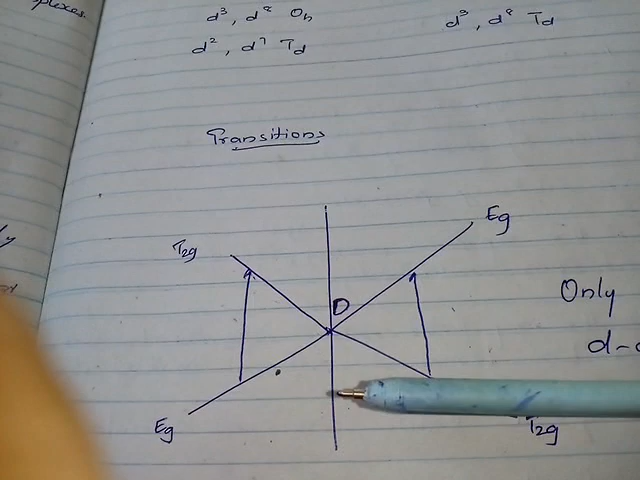 d³, d⁸ Oh
d², d⁷ Td
d³, d⁸ Td
Transitions
T2g
Eg
D
Only
Eg
T2g